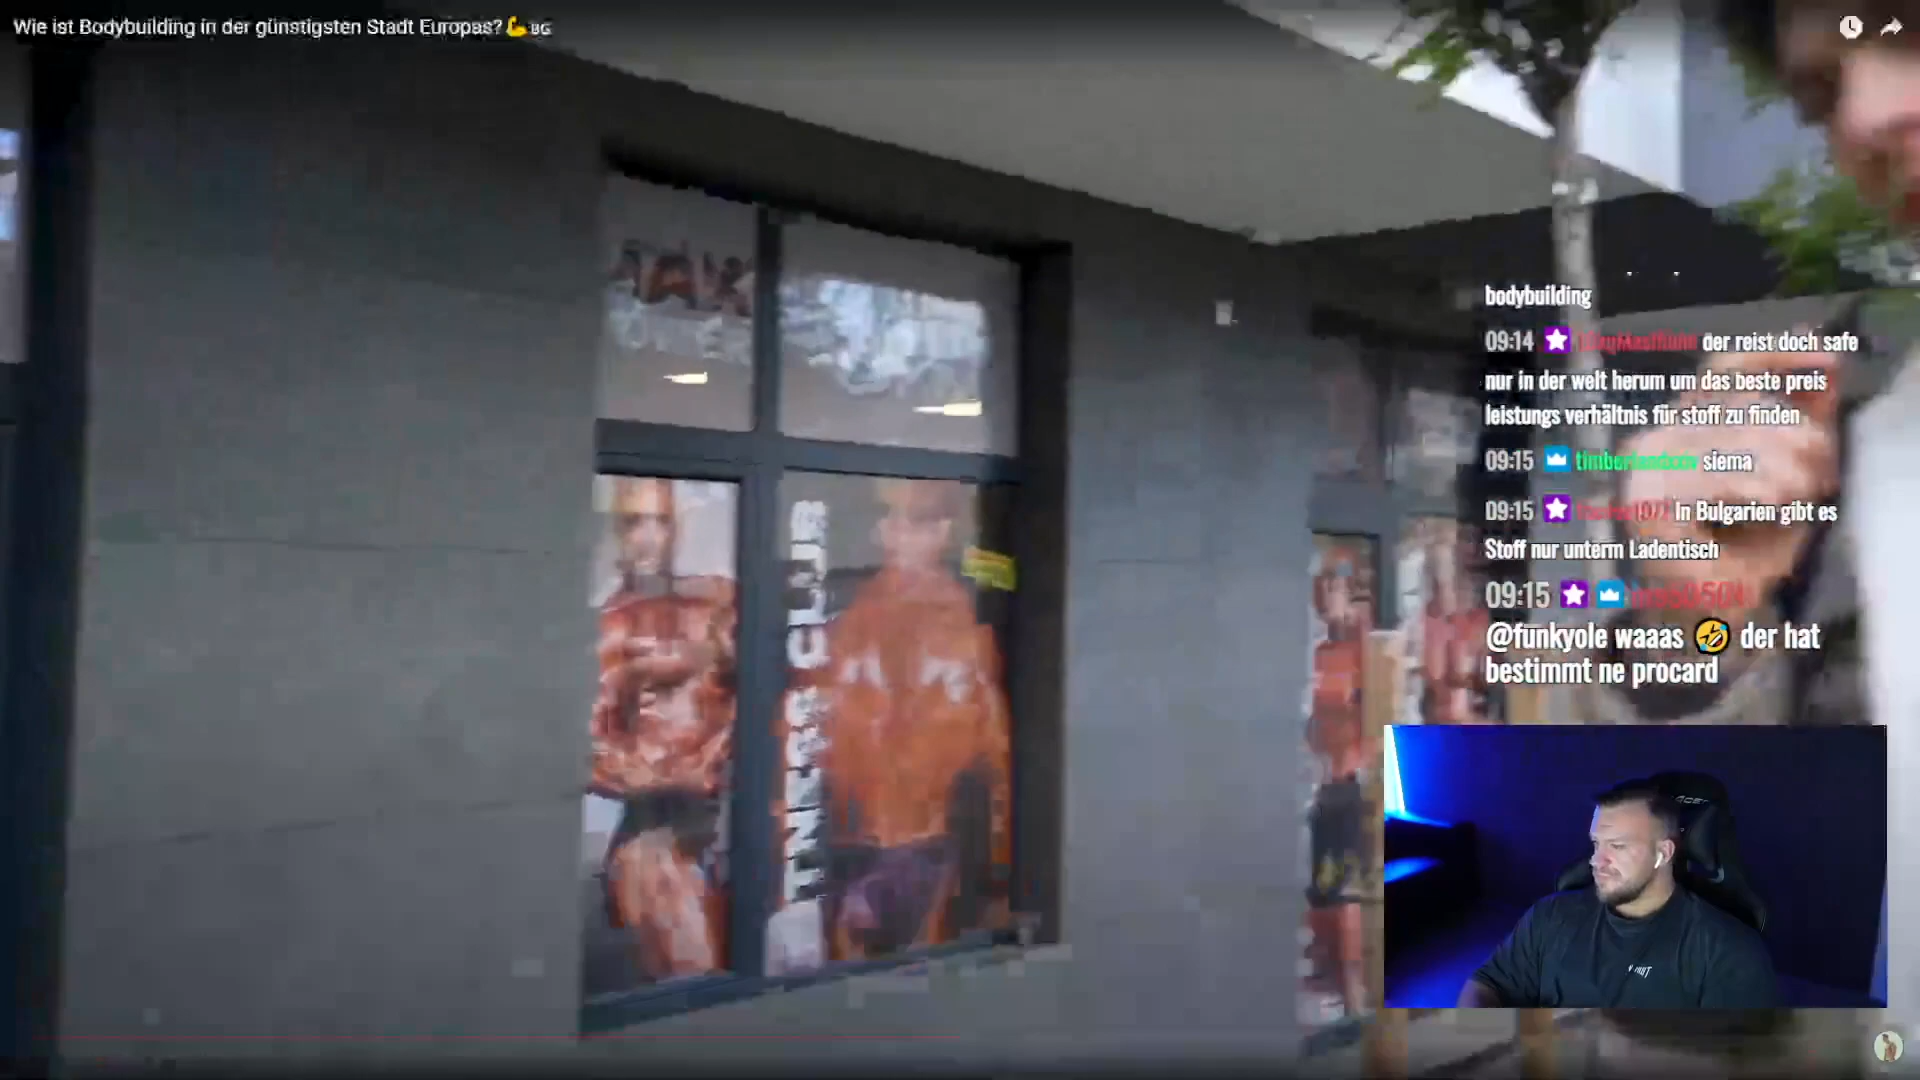 Wie ist Bodybuilding in der günstigsten Stadt Europas?💪 BG
bodybuilding
09:14 der reist doch safe
nur in der welt herum um das beste preis
leistungs verhältnis für stoff zu finden
09:15 siema
09:15 In Bulgarien gibt es
Stoff nur unterm Ladentisch
09:15
@funkyole waaas 🤣 der hat
bestimmt ne procard
CLUB